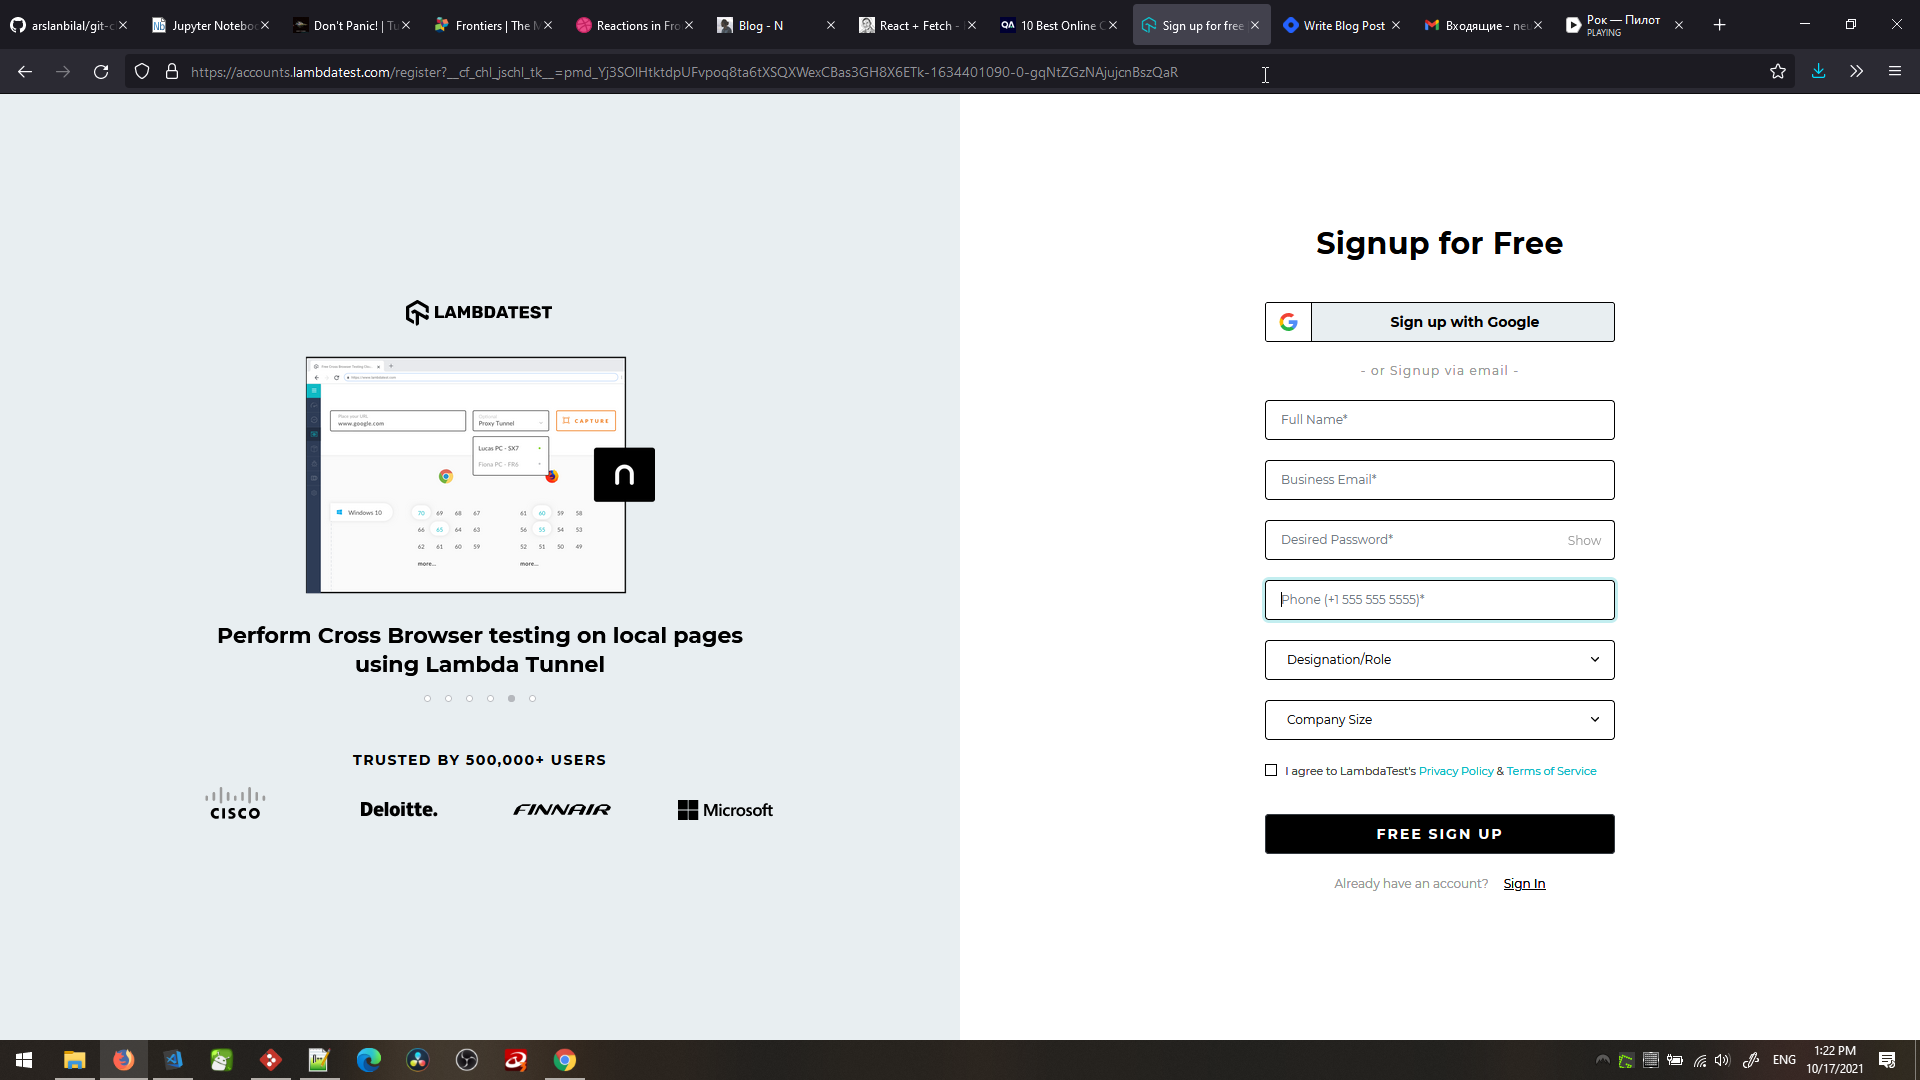 arslanbilal/git-c
Jupyter Notebo
Don't Panic! | Tu
Frontiers | The M
Reactions in Fro
Blog - N
React + Fetch -
10 Best Online C
Sign up for free
Write Blog Post
Входящие - neu
Рок — Пилот
PLAYING
https://accounts.lambdatest.com/register?__cf_chl_jschl_tk__=pmd_Yj3SOlHtktdpUFvpoq8ta6tXSQXWexCBas3GH8X6ETk-1634401090-0-gqNtZGzNAjujcnBszQaR
LAMBDATEST
Place your URL
www.google.com
Optional
Proxy Tunnel
CAPTURE
Lucas PC - SX7
Fiona PC - FR6
Windows 10
70 69 68 67 61 60 59 58
66 65 64 63 56 55 54 53
62 61 60 59 52 51 50 49
more... more...
n
Perform Cross Browser testing on local pages
using Lambda Tunnel
TRUSTED BY 500,000+ USERS
CISCO
Deloitte.
FINNAIR
Microsoft
Signup for Free
Sign up with Google
- or Signup via email -
Full Name*
Business Email*
Desired Password*
Show
Phone (+1 555 555 5555)*
Designation/Role
Company Size
I agree to LambdaTest's Privacy Policy & Terms of Service
FREE SIGN UP
Already have an account? Sign In
ENG
1:22 PM
10/17/2021